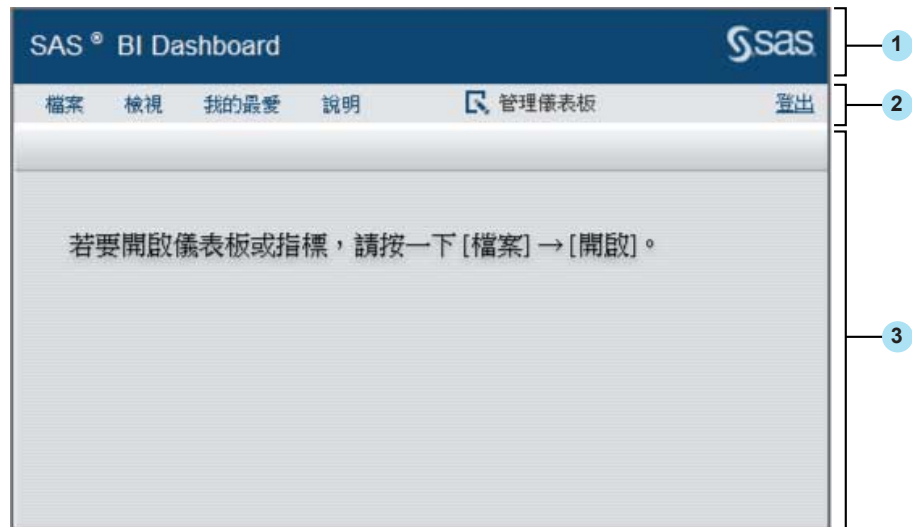 SAS ® BI Dashboard
sas
1
檔案 檢視 我的最愛 說明 管理儀表板 登出
2
若要開啟儀表板或指標，請按一下 [檔案] → [開啟]。
3